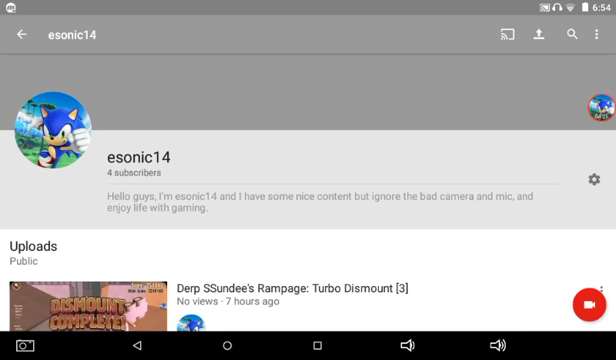 6:54
esonic14
04:21
esonic14
4 subscribers
Hello guys, I'm esonic14 and I have some nice content but ignore the bad camera and mic, and
enjoy life with gaming.
Uploads
Public
DISMOUNT
COMPLETE!
Derp SSundee's Rampage: Turbo Dismount [3]
No views · 7 hours ago